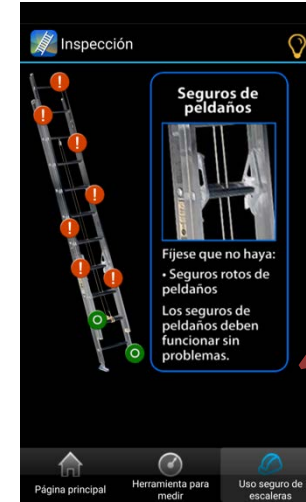 Inspección
Seguros de
peldaños
Fíjese que no haya:
• Seguros rotos de
peldaños
Los seguros de
peldaños deben
funcionar sin
problemas.
Página principal
Herramienta para
medir
Uso seguro de
escaleras